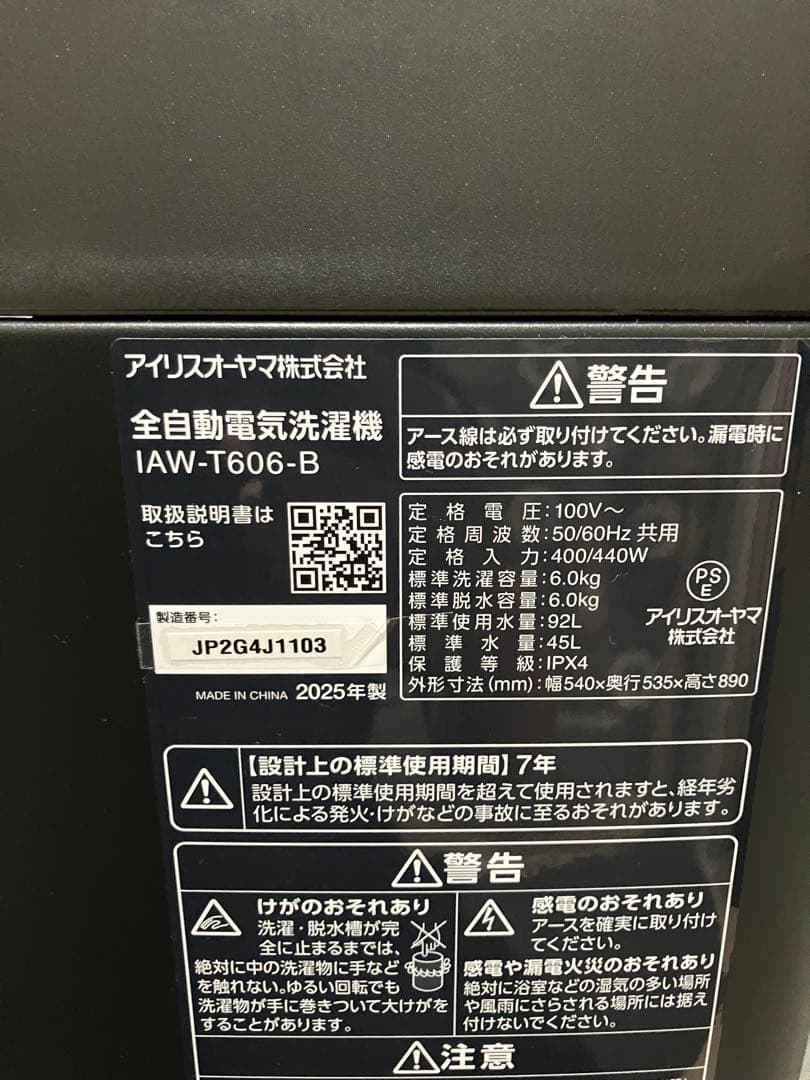 アイリスオーヤマ株式会社
全自動電気洗濯機
IAW-T606-B
取扱説明書は
こちら
製造番号:
JP2G4J1103
MADE IN CHINA 2025年製
警告
アース線は必ず取り付けてください。漏電時に
感電のおそれがあります。
定格電圧:100V～
定格周波数:50/60Hz 共用
定格入力:400/440W
標準洗濯容量:6.0kg
標準脱水容量:6.0kg
標準使用水量:92L
標準水量:45L
保護等級:IPX4
外形寸法(mm):幅540×奥行535×高さ890
PS
E
アイリスオーヤマ
株式会社
【設計上の標準使用期間】7年
設計上の標準使用期間を超えて使用されますと、経年劣
化による発火・けがなどの事故に至るおそれがあります。
警告
けがのおそれあり
洗濯・脱水槽が完
全に止まるまでは、
絶対に中の洗濯物に手など
を触れない。ゆるい回転でも
洗濯物が手に巻きついて大けがを
することがあります。
感電のおそれあり
アースを確実に取り付け
てください。
感電や漏電火災のおそれあり
絶対に浴室などの湿気の多い場所
や風雨にさらされる場所には据え
付けないでください。
注意